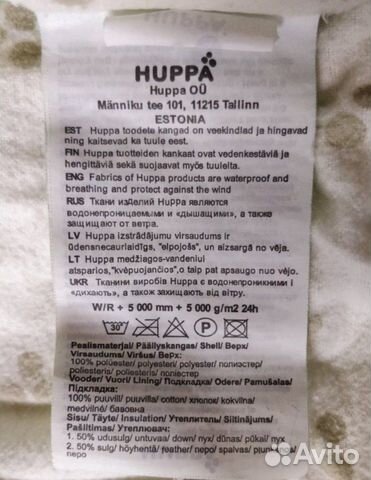 HUPPA
Huppa OÜ
Männiku tee 101, 11215 Tallinn
ESTONIA
EST Huppa toodete kangad on veekindlad ja hingavad
ning kaitsevad ka tuule eest.
FIN Huppa tuotteiden kankaat ovat vedenkestäviä ja
hengittäviä sekä suojaavat myös tuulelta.
ENG Fabrics of Huppa products are waterproof and
breathing and protect against the wind
RUS Ткани изделий Huppa являются
водонепроницаемыми и «дышащими», а также
защищают от ветра.
LV Huppa izstrādājumu virsaudums ir
ūdensnecaurlaidīgs, "elpojošs", un aizsargā no vēja.
LT Huppa medžiagos-vandeniui
atsparios,"kvėpuojančios",o taip pat apsaugo nuo vėjo.
UKR Тканини виробів Huppa є водонепроникними і
«дихають», а також захищають від вітру.
W/R + 5 000 mm + 5 000 g/m2 24h
30°
P
Pealismaterjal/ Päällyskangas/ Shell/ Верх/
Virsaudums/ Viršus/ Верх:
100% polüester/ polyesteri/ polyester/ полиэстер/
poliesteris/ poliesteris/ поліестер
Vooder/ Vuori/ Lining/ Подкладка/ Odere/ Pamušalas/
Підкладка:
100% puuvill/ puuvilla/ cotton/ хлопок/ kokvilna/
medvilnė/ бавовна
Sisu/ Täyte/ Insulation/ Утеплитель/ Siltinājums/
Pašiltimas/ Утеплювач:
1. 50% udusulg/ untuvaa/ down/ пух/ dūnas/ pūkai/ пух
2. 50% sulg/ höyhentä/ feather/ перо/ spalvas/
перо
Avito